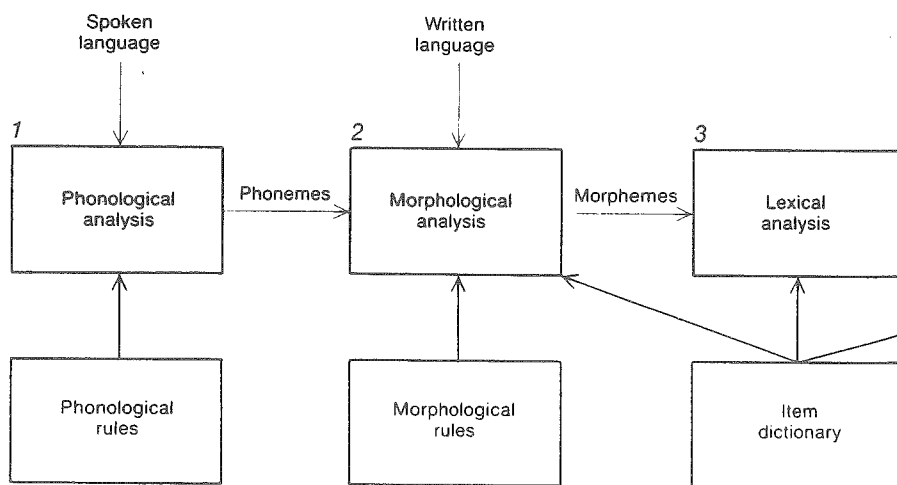 Spoken
language
Written
language
1
2
3
Phonological
analysis
Phonemes
Morphological
analysis
Morphemes
Lexical
analysis
Phonological
rules
Morphological
rules
Item
dictionary